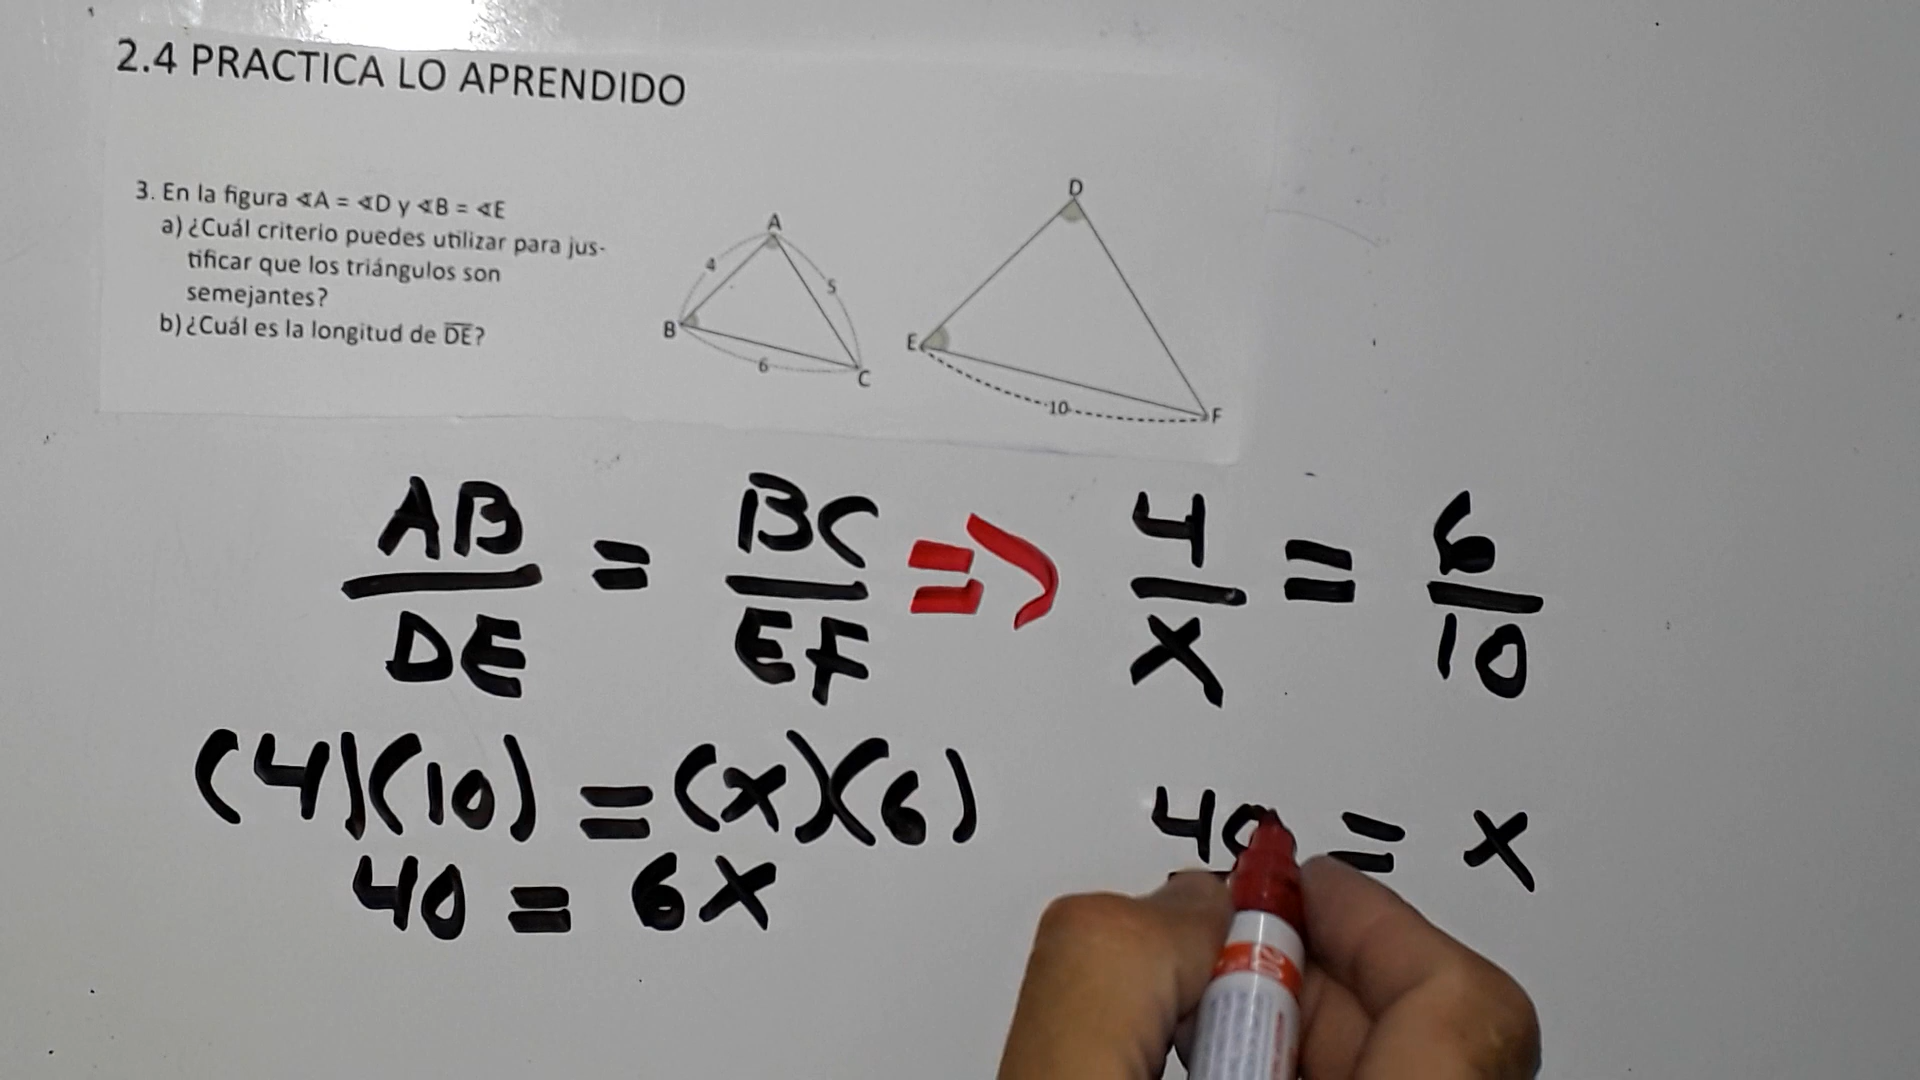 2.4 PRACTICA LO APRENDIDO
3. En la figura ∢A = ∢D y ∢B = ∢E
a) ¿Cuál criterio puedes utilizar para jus-
tificar que los triángulos son
semejantes?
b) ¿Cuál es la longitud de D̅E̅?
A
4
5
B
6
C
D
E
10
F
AB = BC => 4 = 6
DE EF X 10
(4)(10) = (x)(6)
40 = 6X
40 = X